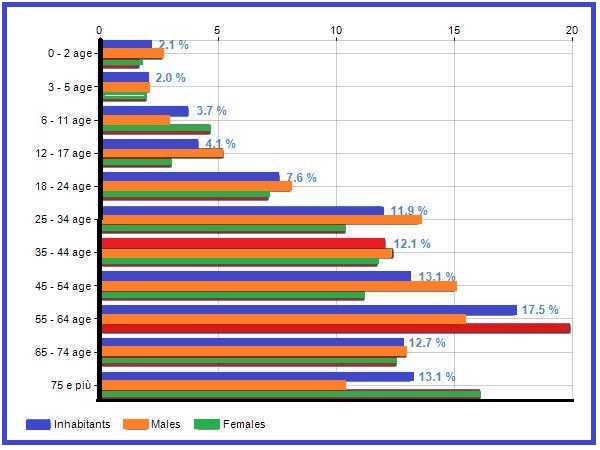 0 5 10 15 20
0 - 2 age 2.1 %
3 - 5 age 2.0 %
6 - 11 age 3.7 %
12 - 17 age 4.1 %
18 - 24 age 7.6 %
25 - 34 age 11.9 %
35 - 44 age 12.1 %
45 - 54 age 13.1 %
55 - 64 age 17.5 %
65 - 74 age 12.7 %
75 e più 13.1 %
Inhabitants Males Females